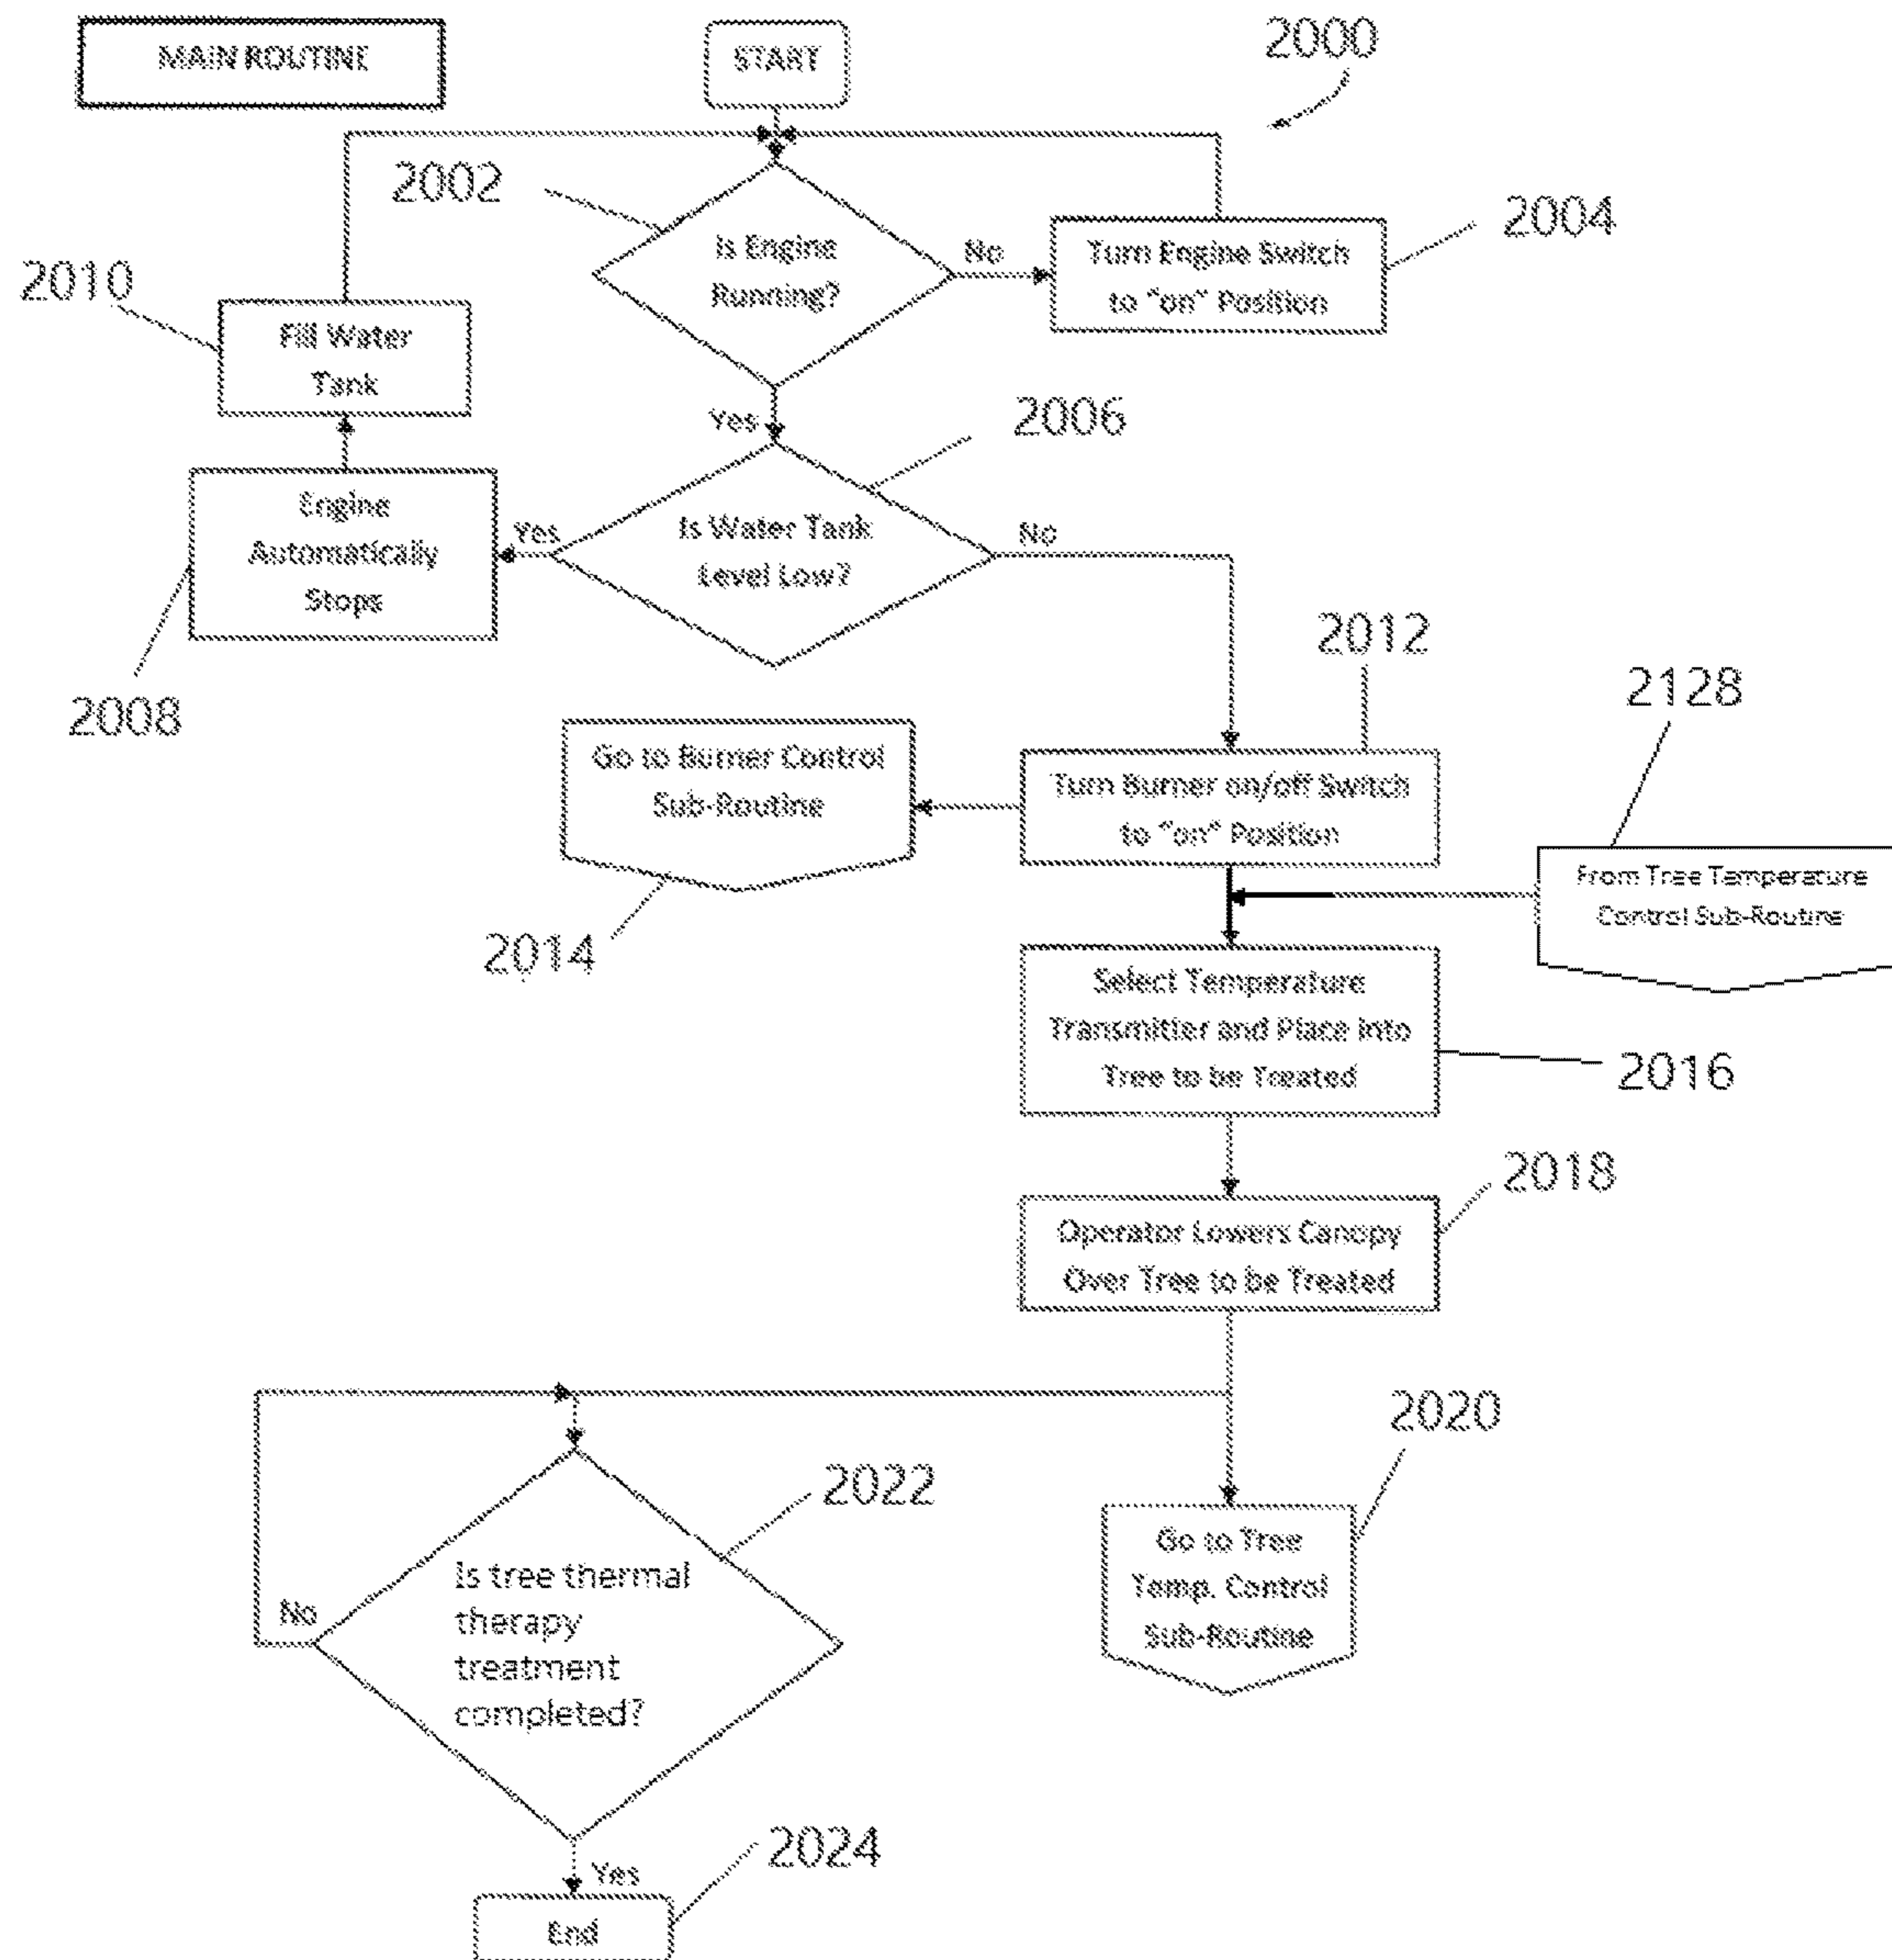 MAIN ROUTINE
START
2000
2002
Is Engine
Running?
No
Turn Engine Switch
to "on" Position
2004
2010
Fill Water
Tank
Yes
2006
Engine
Automatically
Stops
Yes
Is Water Tank
Level Low?
No
2008
2012
2128
Go to Burner Control
Sub-Routine
Turn Burner on/off Switch
to "on" Position
From Tree Temperature
Control Sub-Routine
2014
Select Temperature
Transmitter and Place into
Tree to be Treated
2016
2018
Operator Lowers Canopy
Over Tree to be Treated
2020
2022
Is tree thermal
therapy
treatment
completed?
No
Go to Tree
Temp. Control
Sub-Routine
Yes
2024
End